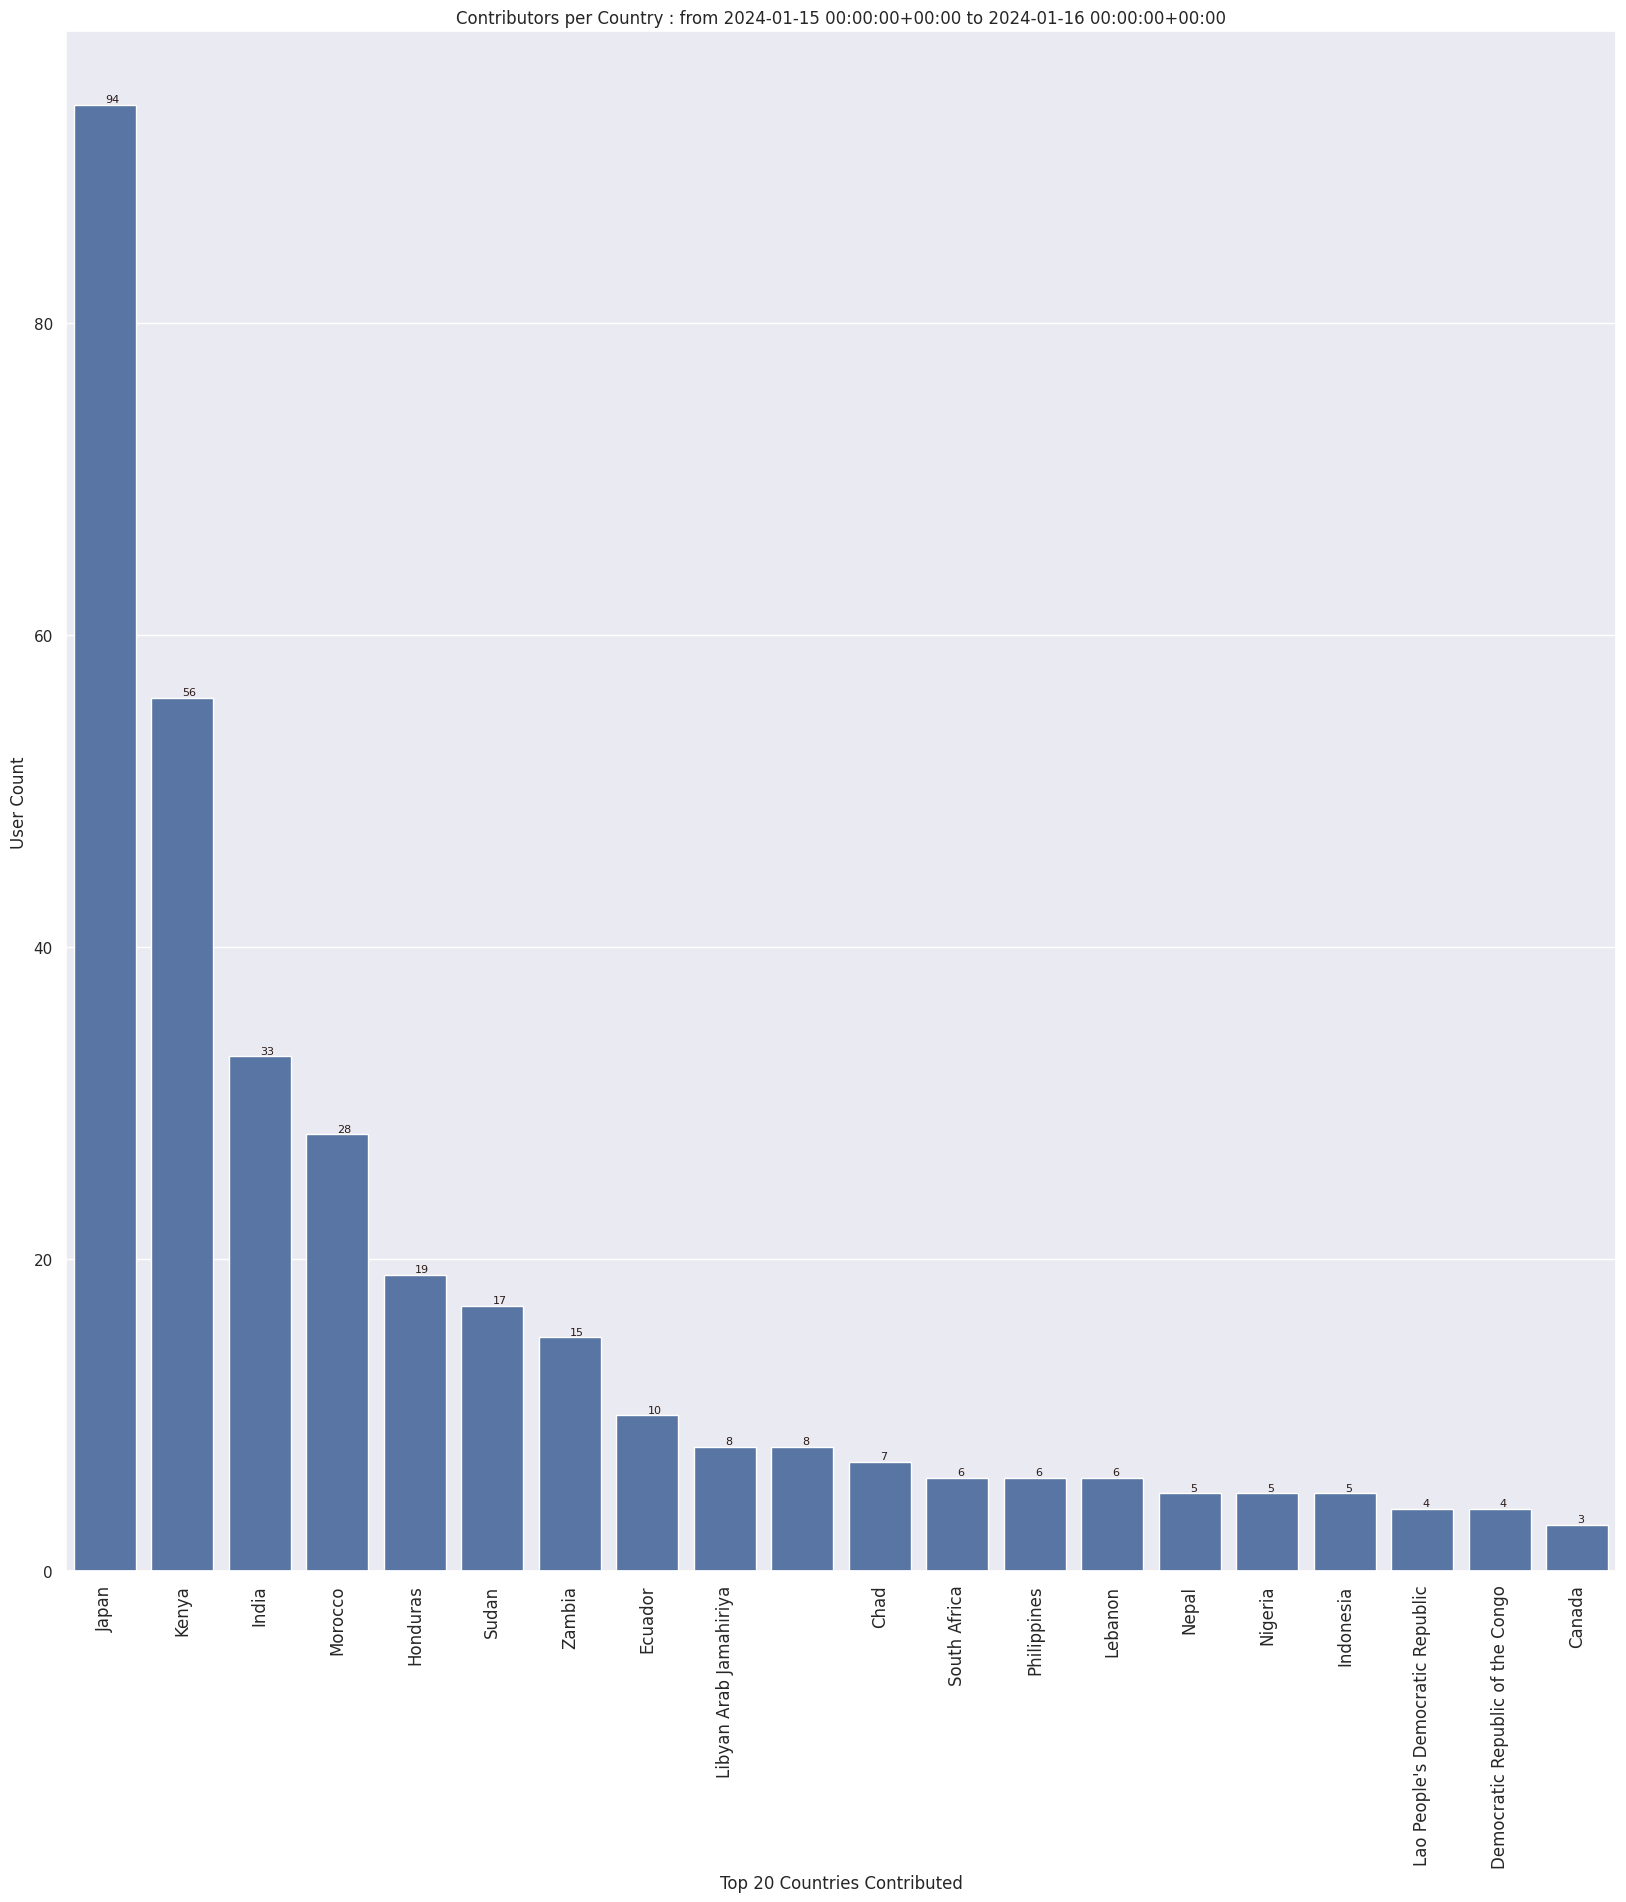 Contributors per Country : from 2024-01-15 00:00:00+00:00 to 2024-01-16 00:00:00+00:00
User Count
80
60
40
20
0
94
56
33
28
19
17
15
10
8
8
7
6
6
6
5
5
5
4
4
3
Japan
Kenya
India
Morocco
Honduras
Sudan
Zambia
Ecuador
Libyan Arab Jamahiriya
Chad
South Africa
Philippines
Lebanon
Nepal
Nigeria
Indonesia
Lao People's Democratic Republic
Democratic Republic of the Congo
Canada
Top 20 Countries Contributed